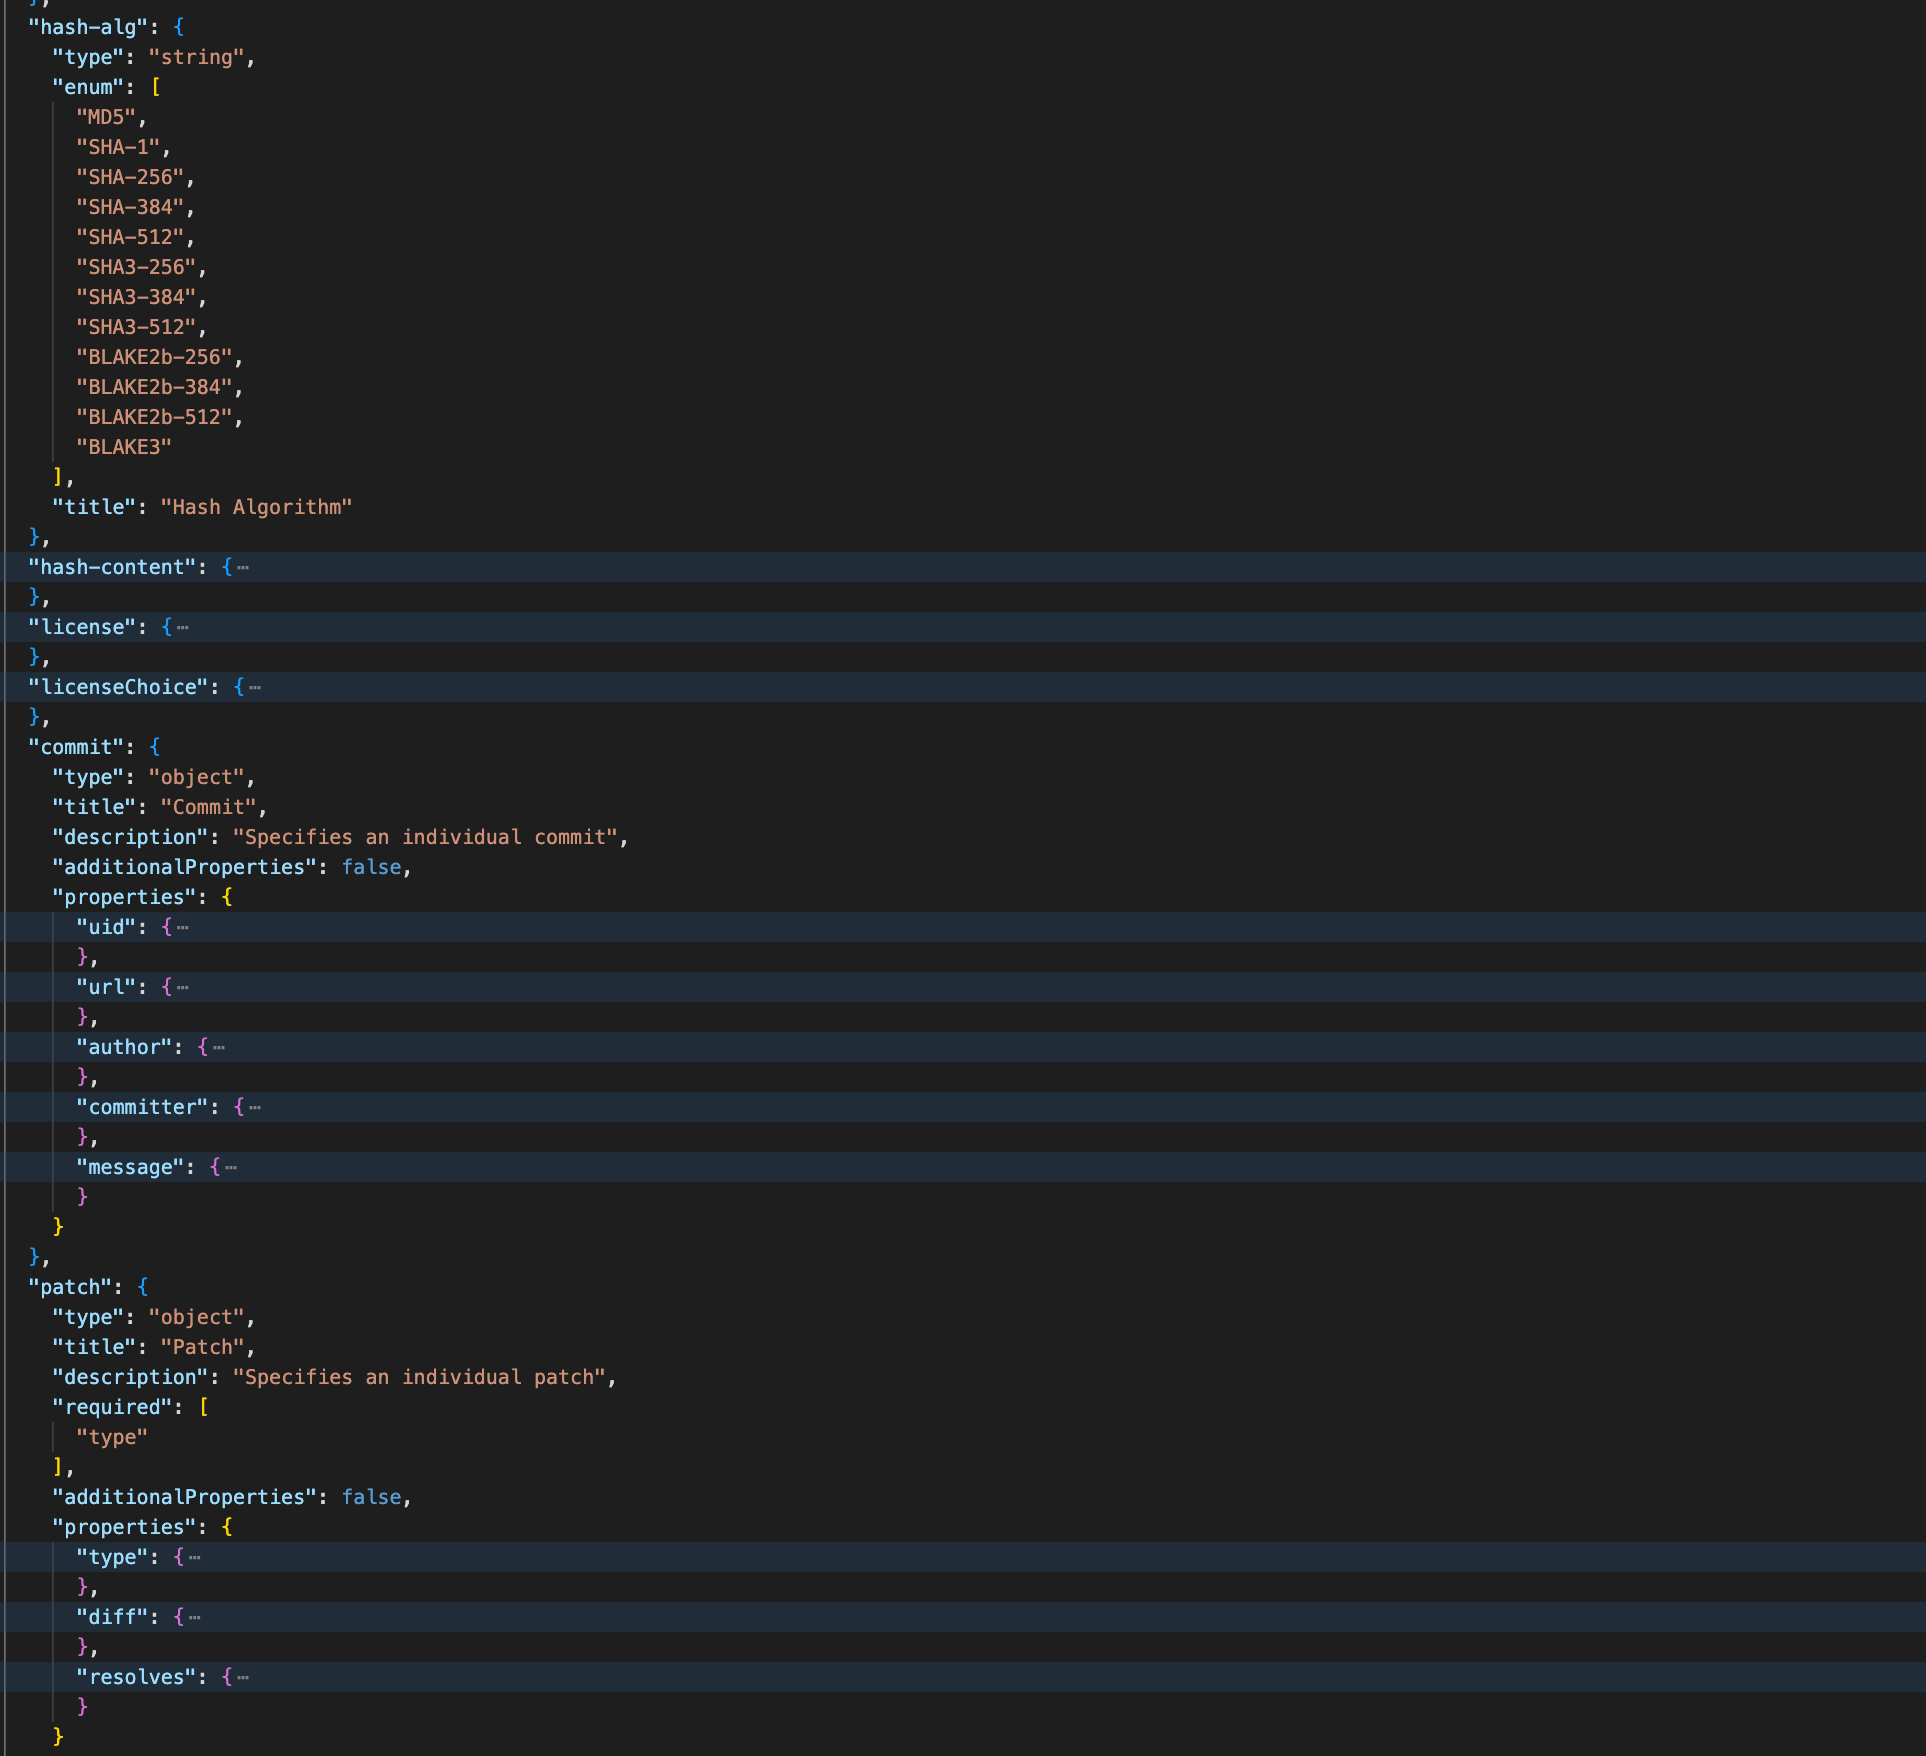 },
"hash-alg": {
"type": "string",
"enum": [
"MD5",
"SHA-1",
"SHA-256",
"SHA-384",
"SHA-512",
"SHA3-256",
"SHA3-384",
"SHA3-512",
"BLAKE2b-256",
"BLAKE2b-384",
"BLAKE2b-512",
"BLAKE3"
],
"title": "Hash Algorithm"
},
"hash-content": {⋯
},
"license": {⋯
},
"licenseChoice": {⋯
},
"commit": {
"type": "object",
"title": "Commit",
"description": "Specifies an individual commit",
"additionalProperties": false,
"properties": {
"uid": {⋯
},
"url": {⋯
},
"author": {⋯
},
"committer": {⋯
},
"message": {⋯
}
}
},
"patch": {
"type": "object",
"title": "Patch",
"description": "Specifies an individual patch",
"required": [
"type"
],
"additionalProperties": false,
"properties": {
"type": {⋯
},
"diff": {⋯
},
"resolves": {⋯
}
}